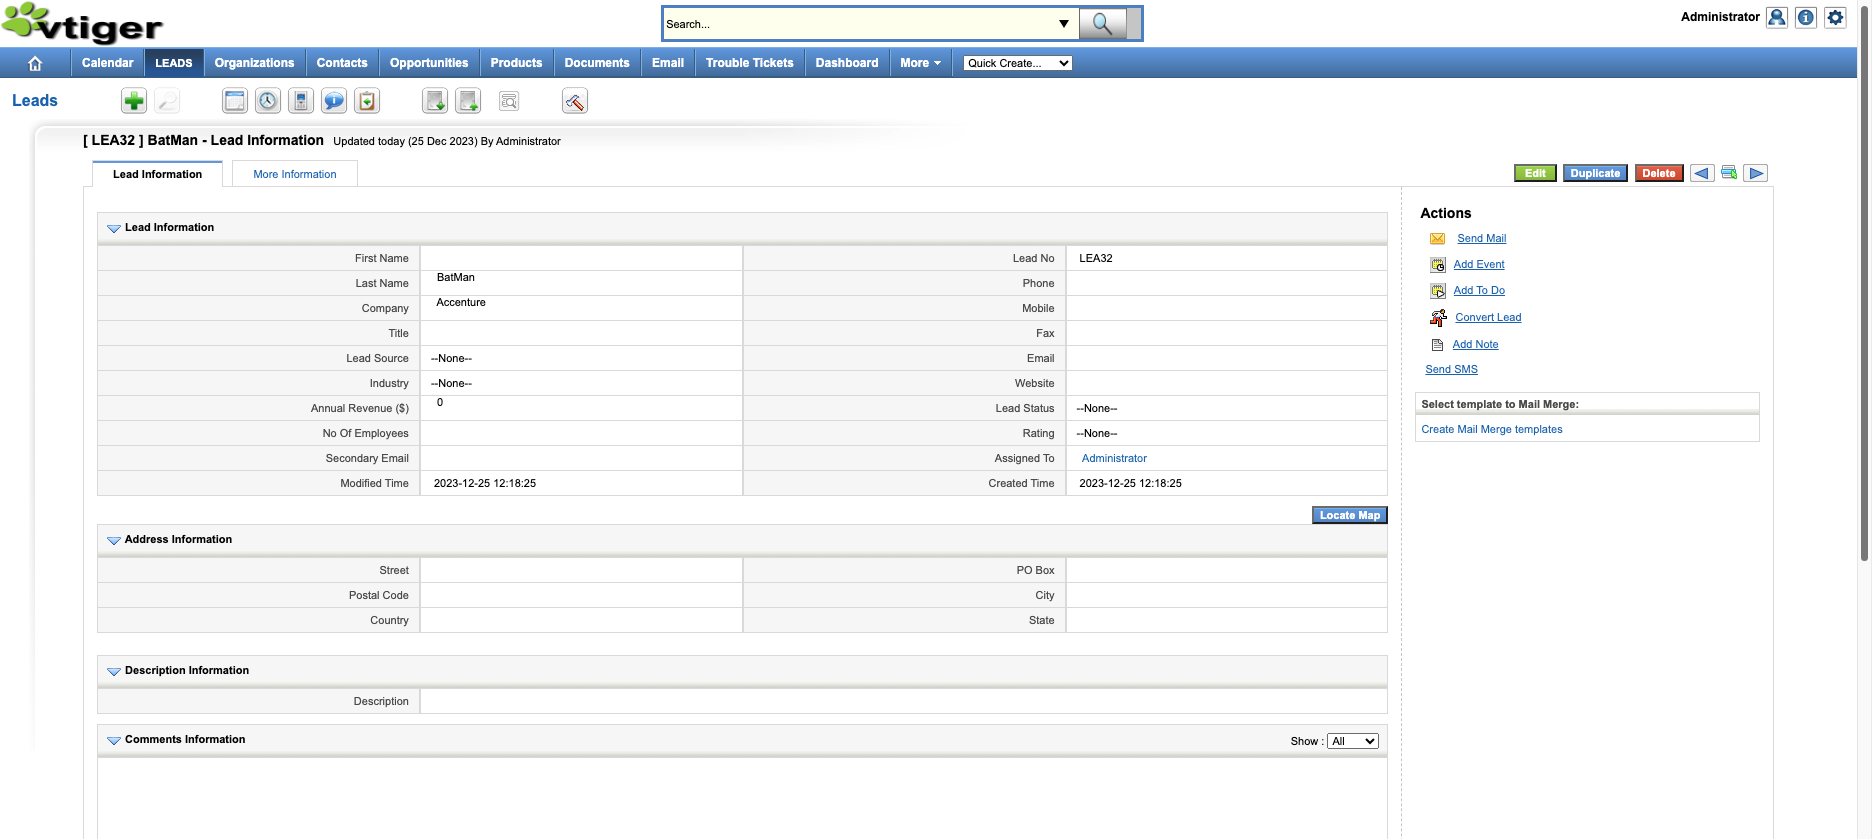 vtiger
Search...
Administrator
Calendar LEADS Organizations Contacts Opportunities Products Documents Email Trouble Tickets Dashboard More Quick Create...
Leads
[ LEA32 ] BatMan - Lead Information Updated today (25 Dec 2023) By Administrator
Lead Information More Information Edit Duplicate Delete
Lead Information
First Name Lead No LEA32
Last Name BatMan Phone
Company Accenture Mobile
Title Fax
Lead Source --None-- Email
Industry --None-- Website
Annual Revenue ($) 0 Lead Status --None--
No Of Employees Rating --None--
Secondary Email Assigned To Administrator
Modified Time 2023-12-25 12:18:25 Created Time 2023-12-25 12:18:25
Locate Map
Address Information
Street PO Box
Postal Code City
Country State
Description Information
Description
Comments Information Show : All
Actions
Send Mail
Add Event
Add To Do
Convert Lead
Add Note
Send SMS
Select template to Mail Merge:
Create Mail Merge templates